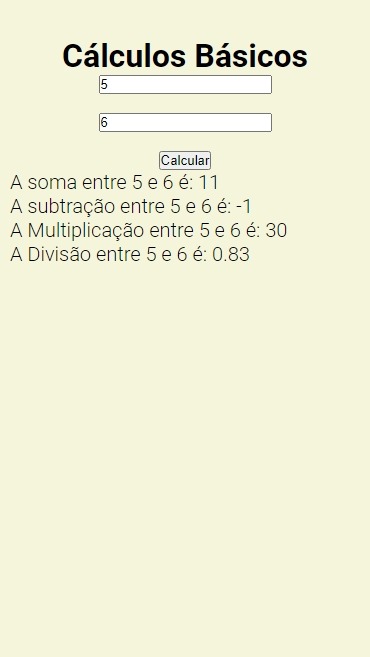 Cálculos Básicos
5
6
Calcular
A soma entre 5 e 6 é: 11
A subtração entre 5 e 6 é: -1
A Multiplicação entre 5 e 6 é: 30
A Divisão entre 5 e 6 é: 0.83